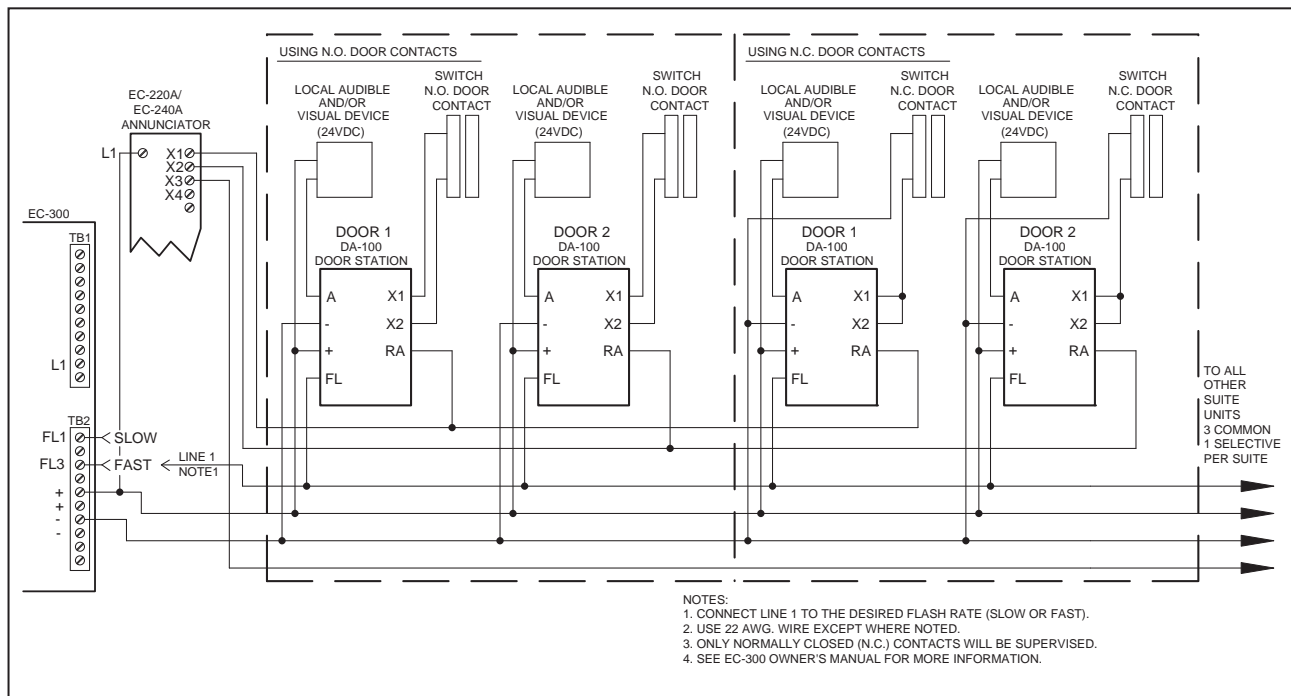 USING N.O. DOOR CONTACTS
USING N.C. DOOR CONTACTS
EC-220A/
EC-240A
ANNUNCIATOR
L1
X1
X2
X3
X4
LOCAL AUDIBLE
AND/OR
VISUAL DEVICE
(24VDC)
SWITCH
N.O. DOOR
CONTACT
LOCAL AUDIBLE
AND/OR
VISUAL DEVICE
(24VDC)
SWITCH
N.O. DOOR
CONTACT
LOCAL AUDIBLE
AND/OR
VISUAL DEVICE
(24VDC)
SWITCH
N.C. DOOR
CONTACT
LOCAL AUDIBLE
AND/OR
VISUAL DEVICE
(24VDC)
SWITCH
N.C. DOOR
CONTACT
EC-300
TB1
L1
TB2
FL1
SLOW
FL3
FAST
LINE 1
NOTE1
+
+
-
-
DOOR 1
DA-100
DOOR STATION
A
X1
-
X2
+
RA
FL
DOOR 2
DA-100
DOOR STATION
A
X1
-
X2
+
RA
FL
DOOR 1
DA-100
DOOR STATION
A
X1
-
X2
+
RA
FL
DOOR 2
DA-100
DOOR STATION
A
X1
-
X2
+
RA
FL
TO ALL
OTHER
SUITE
UNITS
3 COMMON
1 SELECTIVE
PER SUITE
NOTES:
1. CONNECT LINE 1 TO THE DESIRED FLASH RATE (SLOW OR FAST).
2. USE 22 AWG. WIRE EXCEPT WHERE NOTED.
3. ONLY NORMALLY CLOSED (N.C.) CONTACTS WILL BE SUPERVISED.
4. SEE EC-300 OWNER'S MANUAL FOR MORE INFORMATION.